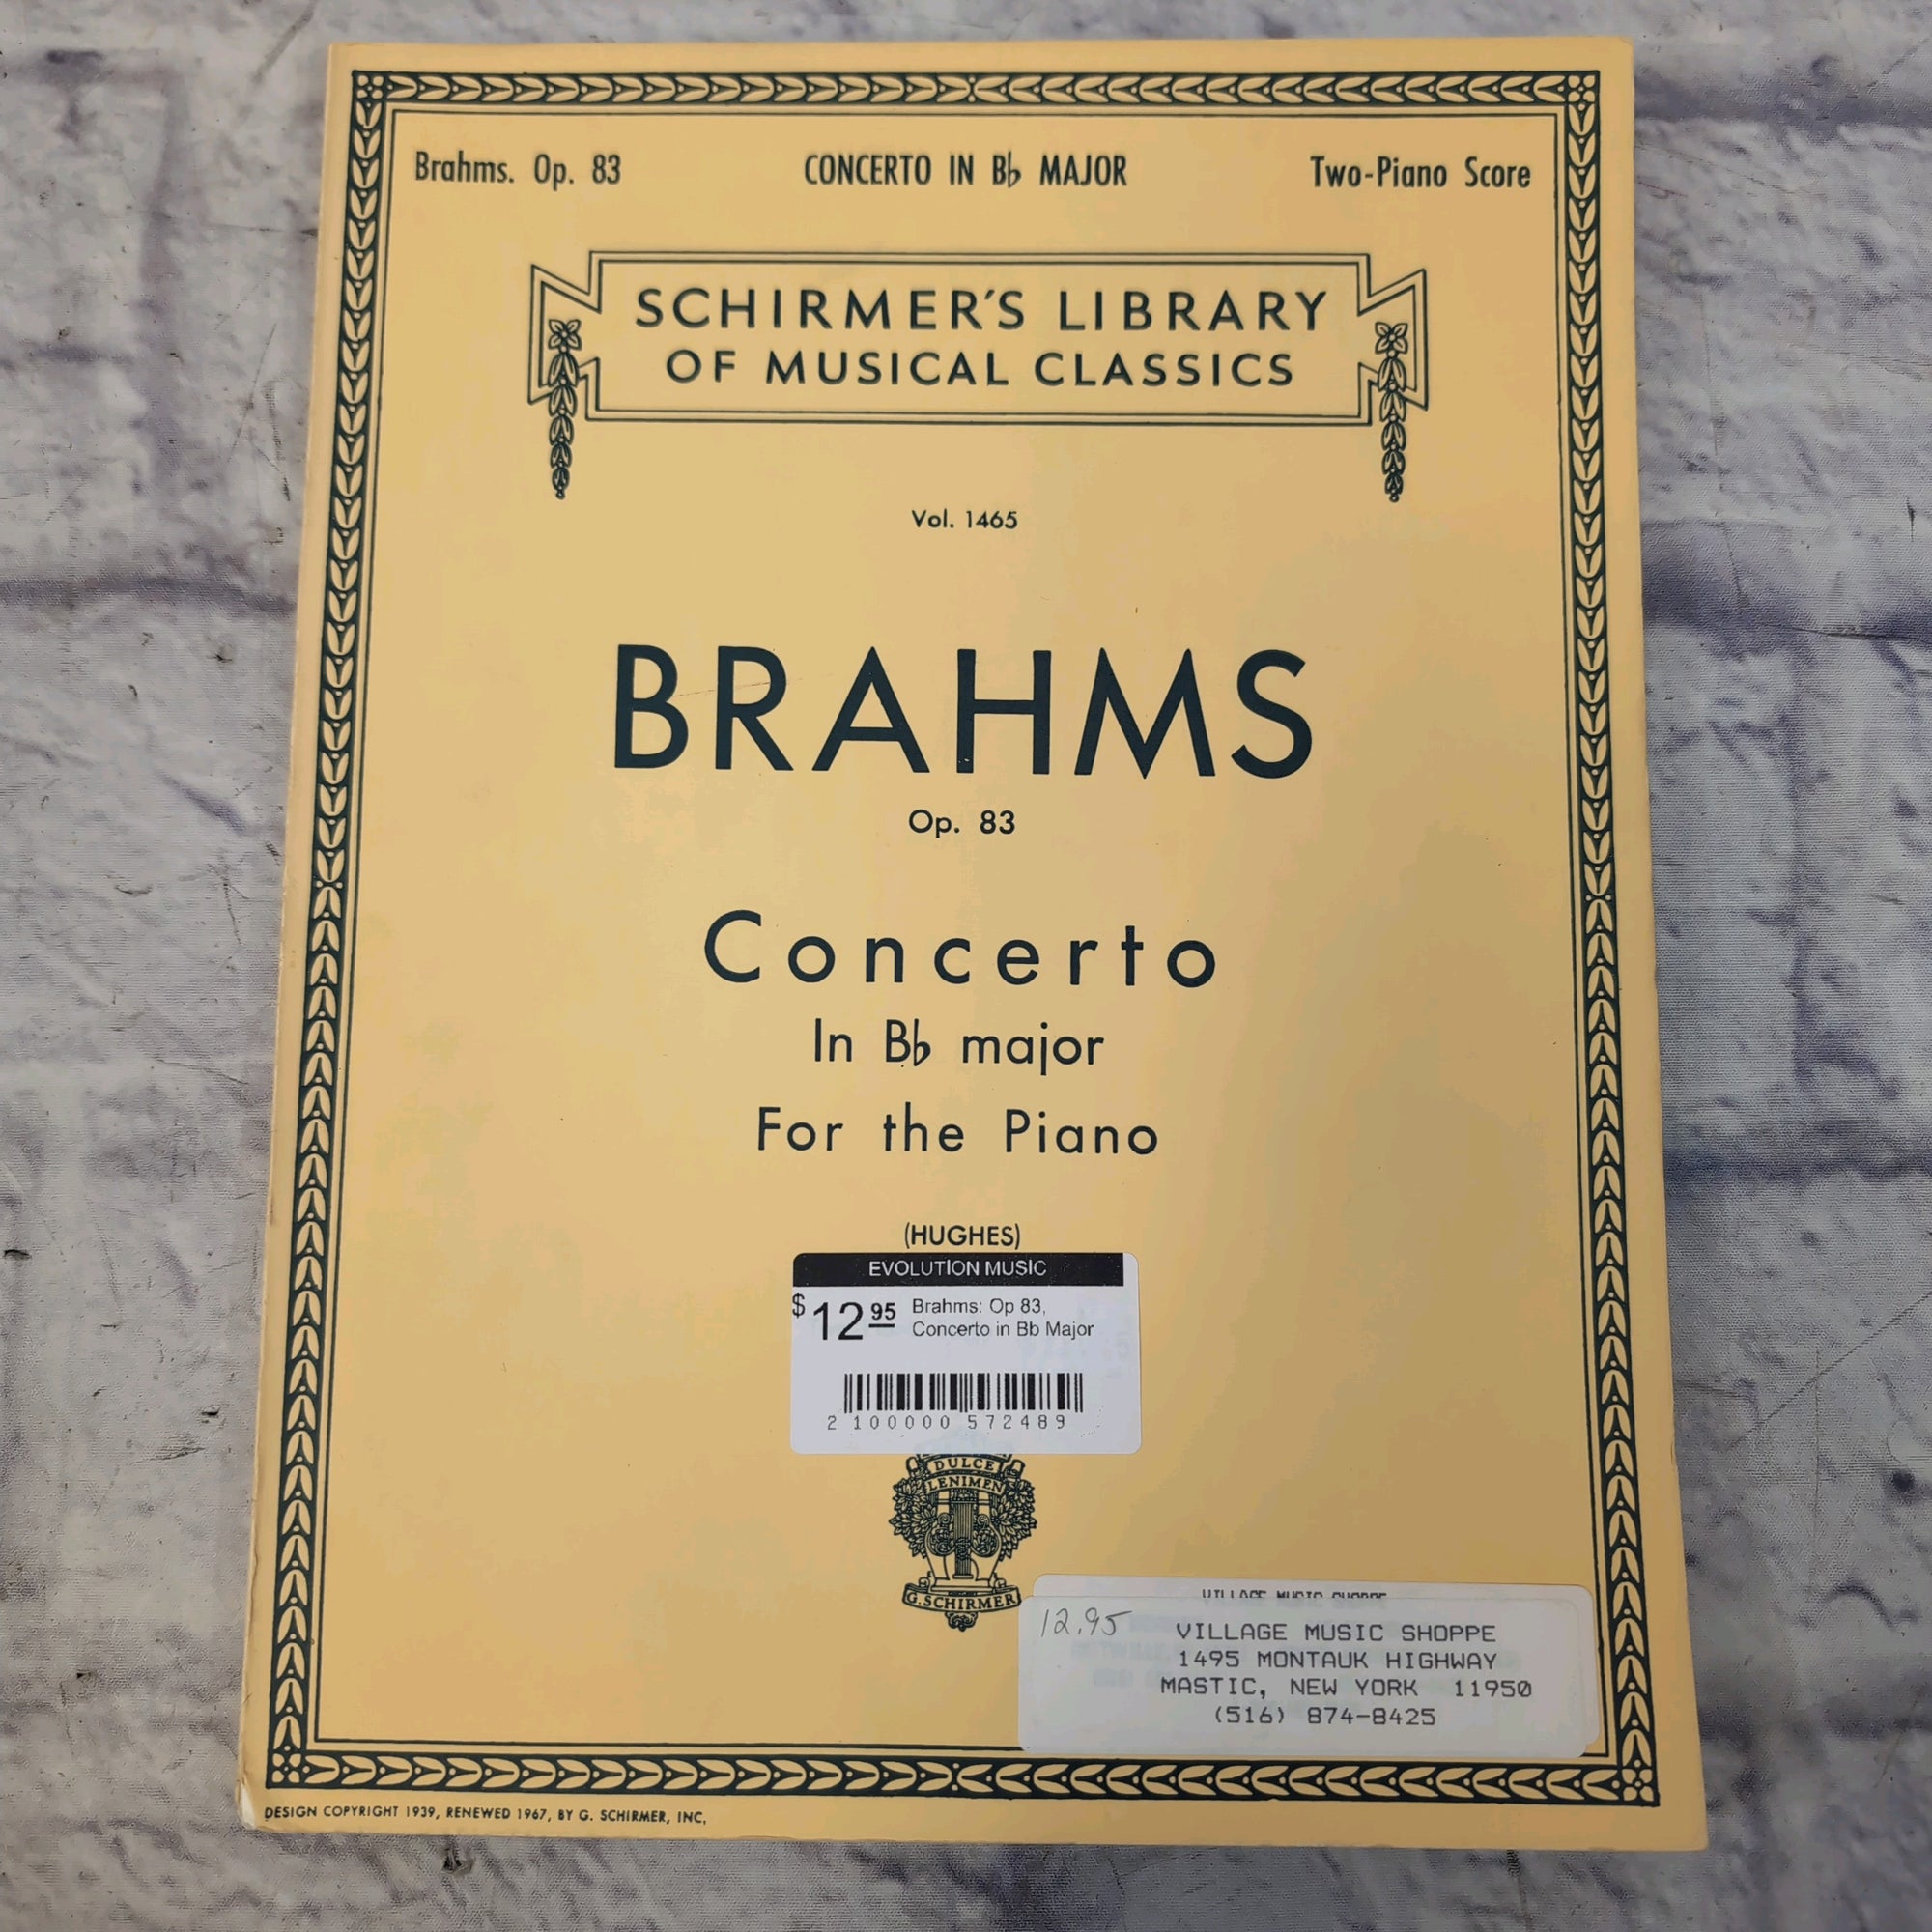 Brahms. Op. 83 CONCERTO IN B♭ MAJOR Two-Piano Score
SCHIRMER'S LIBRARY
OF MUSICAL CLASSICS
Vol. 1465
BRAHMS
Op. 83
Concerto
In B♭ major
For the Piano
(HUGHES)
EVOLUTION MUSIC
$12 95 Brahms: Op 83,
Concerto in Bb Major
2 100000 572489
DULCE
LENIMEN
G. SCHIRMER
VILLAGE MUSIC SHOPPE
12.95 VILLAGE MUSIC SHOPPE
1495 MONTAUK HIGHWAY
MASTIC, NEW YORK 11950
(516) 874-8425
DESIGN COPYRIGHT 1939, RENEWED 1967, BY G. SCHIRMER, INC.